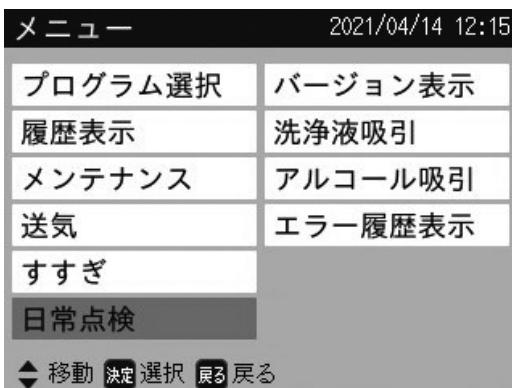 メニュー 2021/04/14 12:15
プログラム選択 バージョン表示
履歴表示 洗浄液吸引
メンテナンス アルコール吸引
送気 エラー履歴表示
すすぎ
日常点検
移動 決定 選択 戻る 戻る